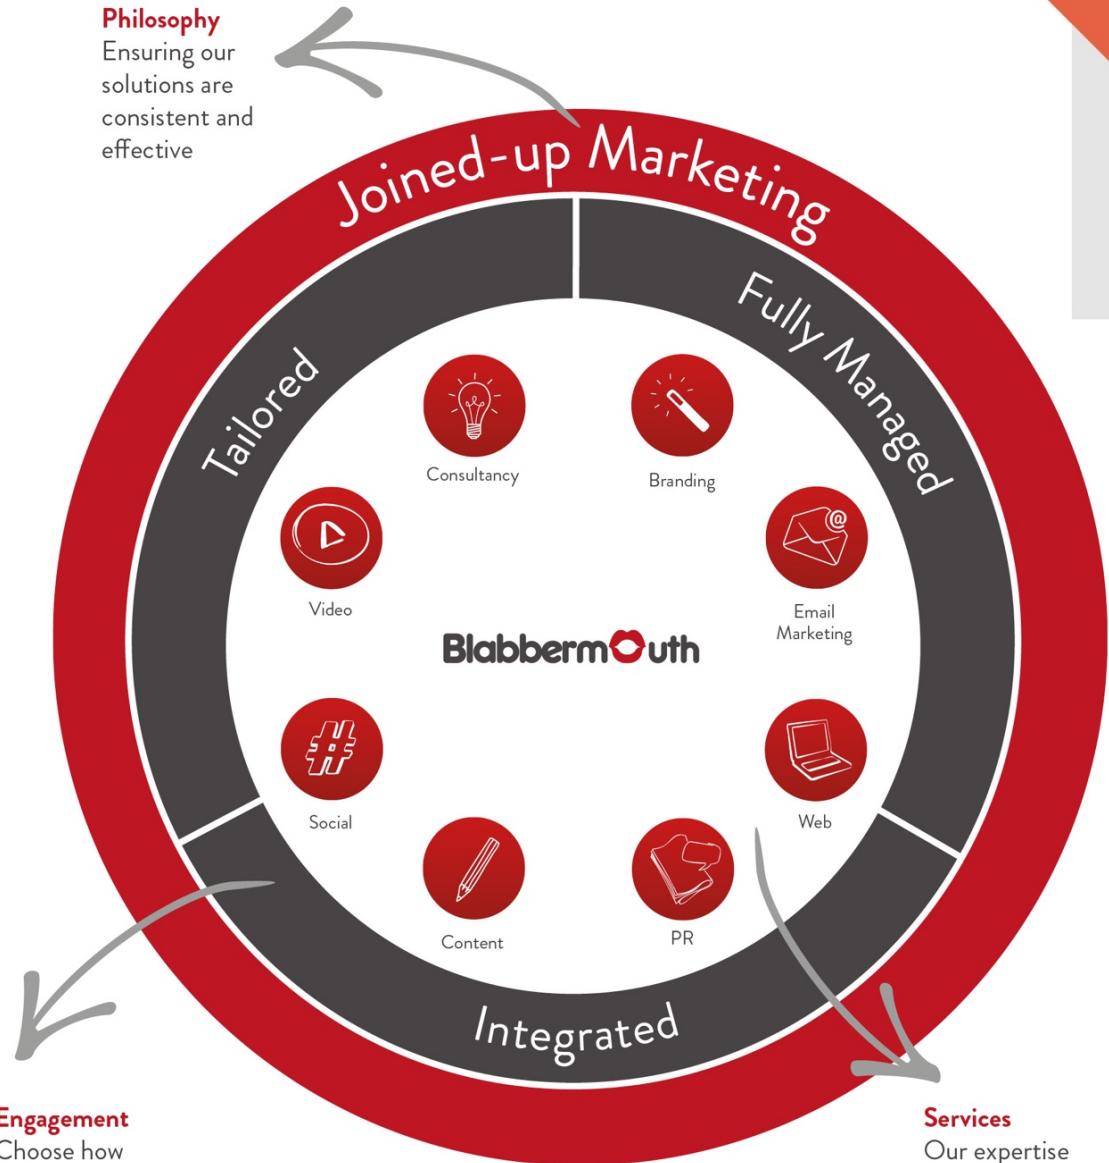 Philosophy
Ensuring our
solutions are
consistent and
effective
Joined-up Marketing
Tailored
Fully Managed
Consultancy
Branding
Video
Email
Marketing
Blabbermouth
Social
Web
Content
PR
Integrated
Engagement
Choose how
Services
Our expertise